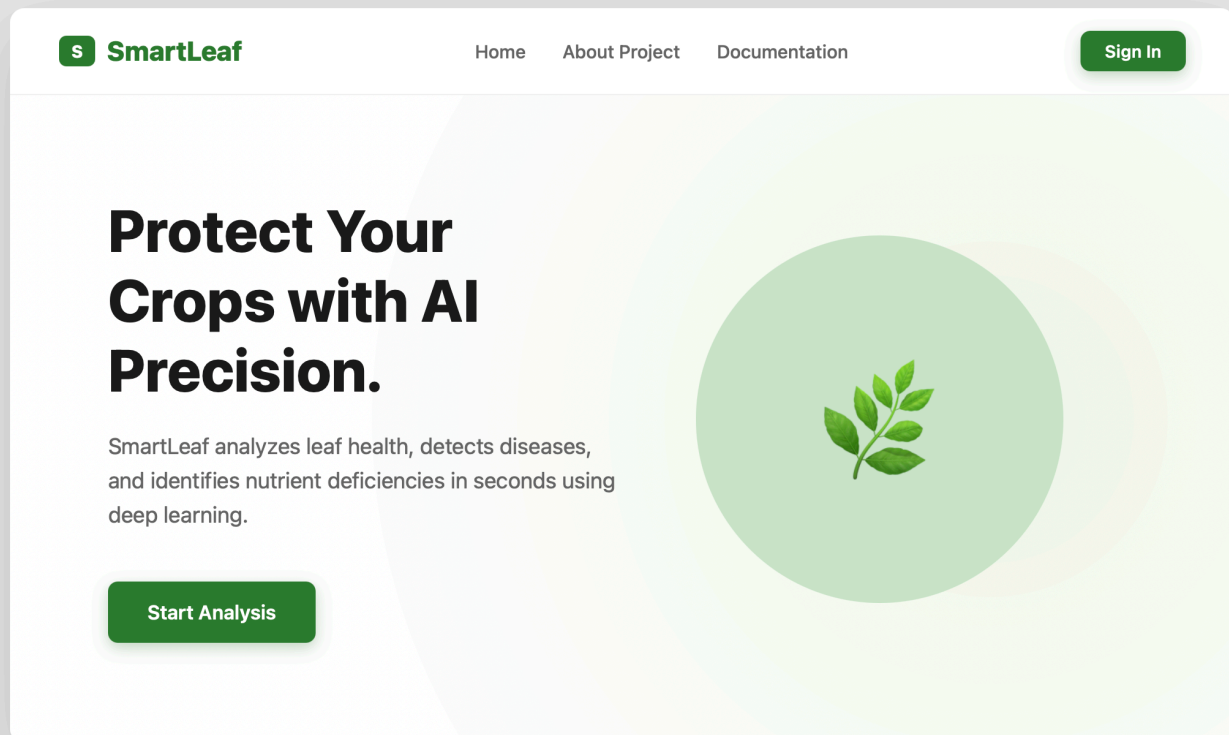 S SmartLeaf
Home About Project Documentation
Sign In
Protect Your
Crops with AI
Precision.
SmartLeaf analyzes leaf health, detects diseases,
and identifies nutrient deficiencies in seconds using
deep learning.
Start Analysis